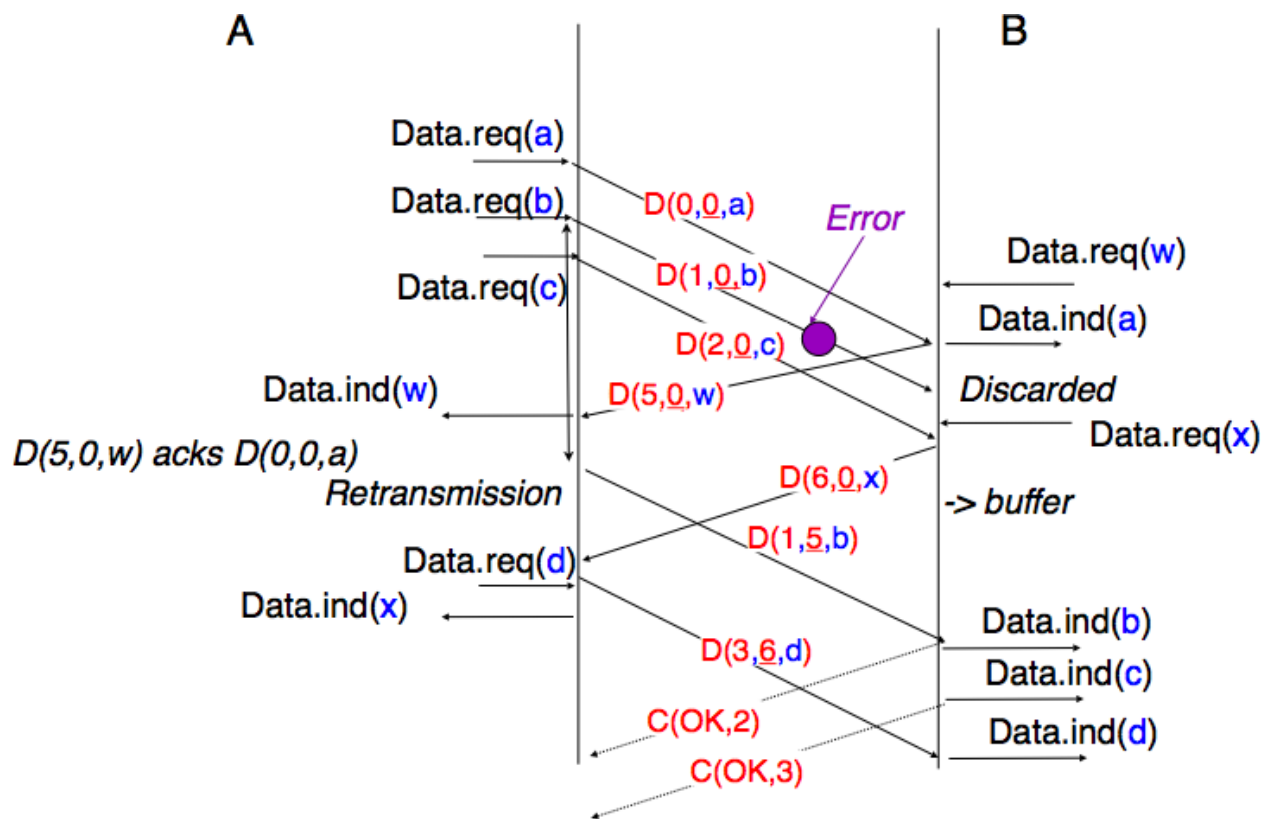 A
B
Data.req(a)
Data.req(b)
D(0,0,a)
Error
Data.req(w)
D(1,0,b)
Data.req(c)
Data.ind(a)
D(2,0,c)
Data.ind(w)
D(5,0,w)
Discarded
Data.req(x)
D(5,0,w) acks D(0,0,a)
D(6,0,x)
Retransmission
-> buffer
D(1,5,b)
Data.req(d)
Data.ind(x)
Data.ind(b)
D(3,6,d)
Data.ind(c)
C(OK,2)
Data.ind(d)
C(OK,3)